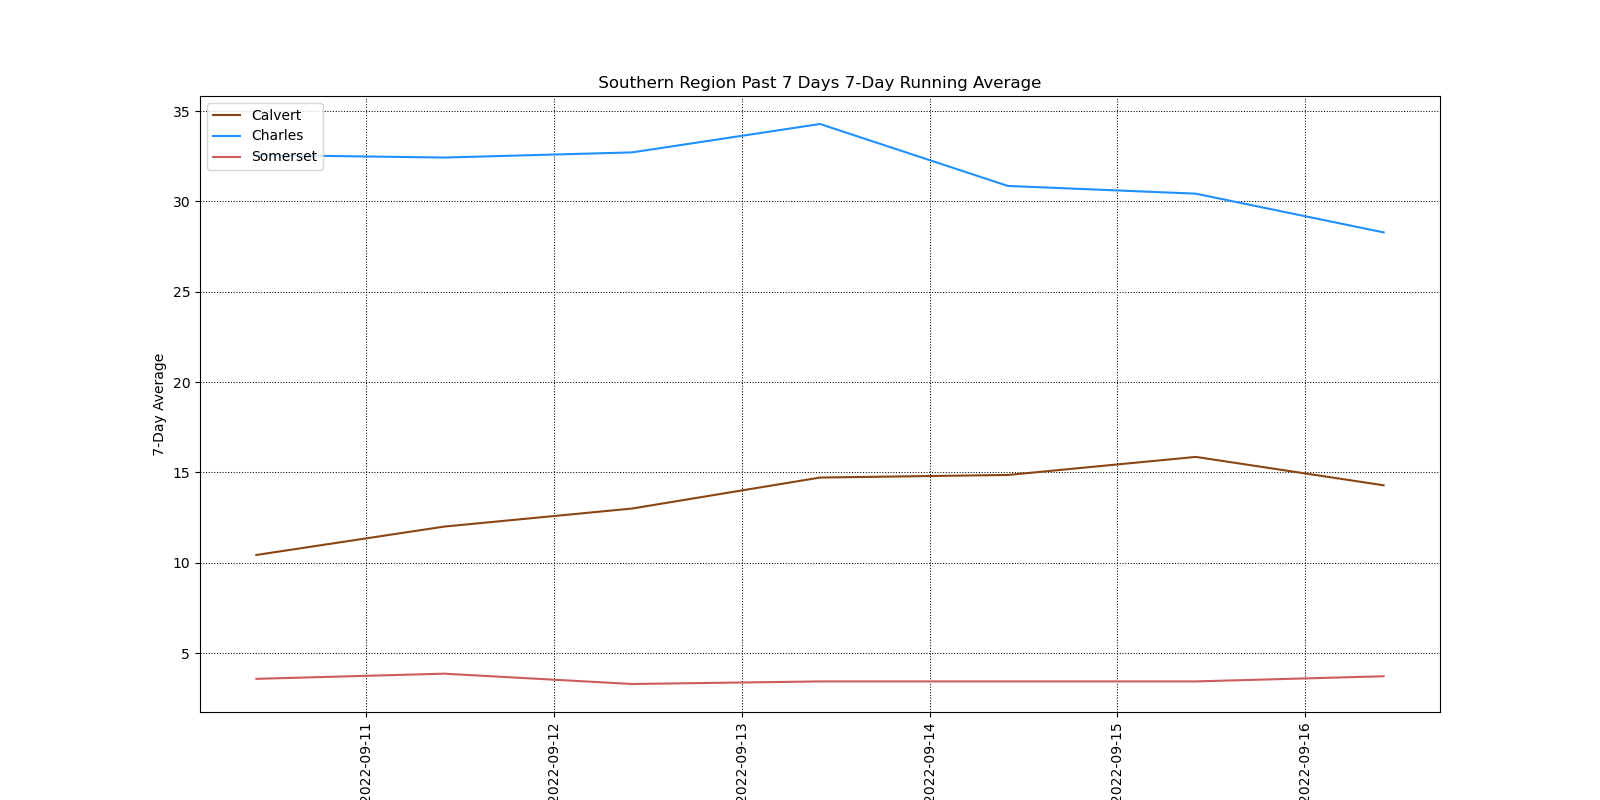 Southern Region Past 7 Days 7-Day Running Average
Calvert
Charles
Somerset
7-Day Average
35
30
25
20
15
10
5
2022-09-11
2022-09-12
2022-09-13
2022-09-14
2022-09-15
2022-09-16